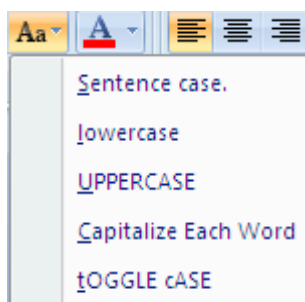 Aa A
Sentence case.
lowercase
UPPERCASE
Capitalize Each Word
tOGGLE cASE